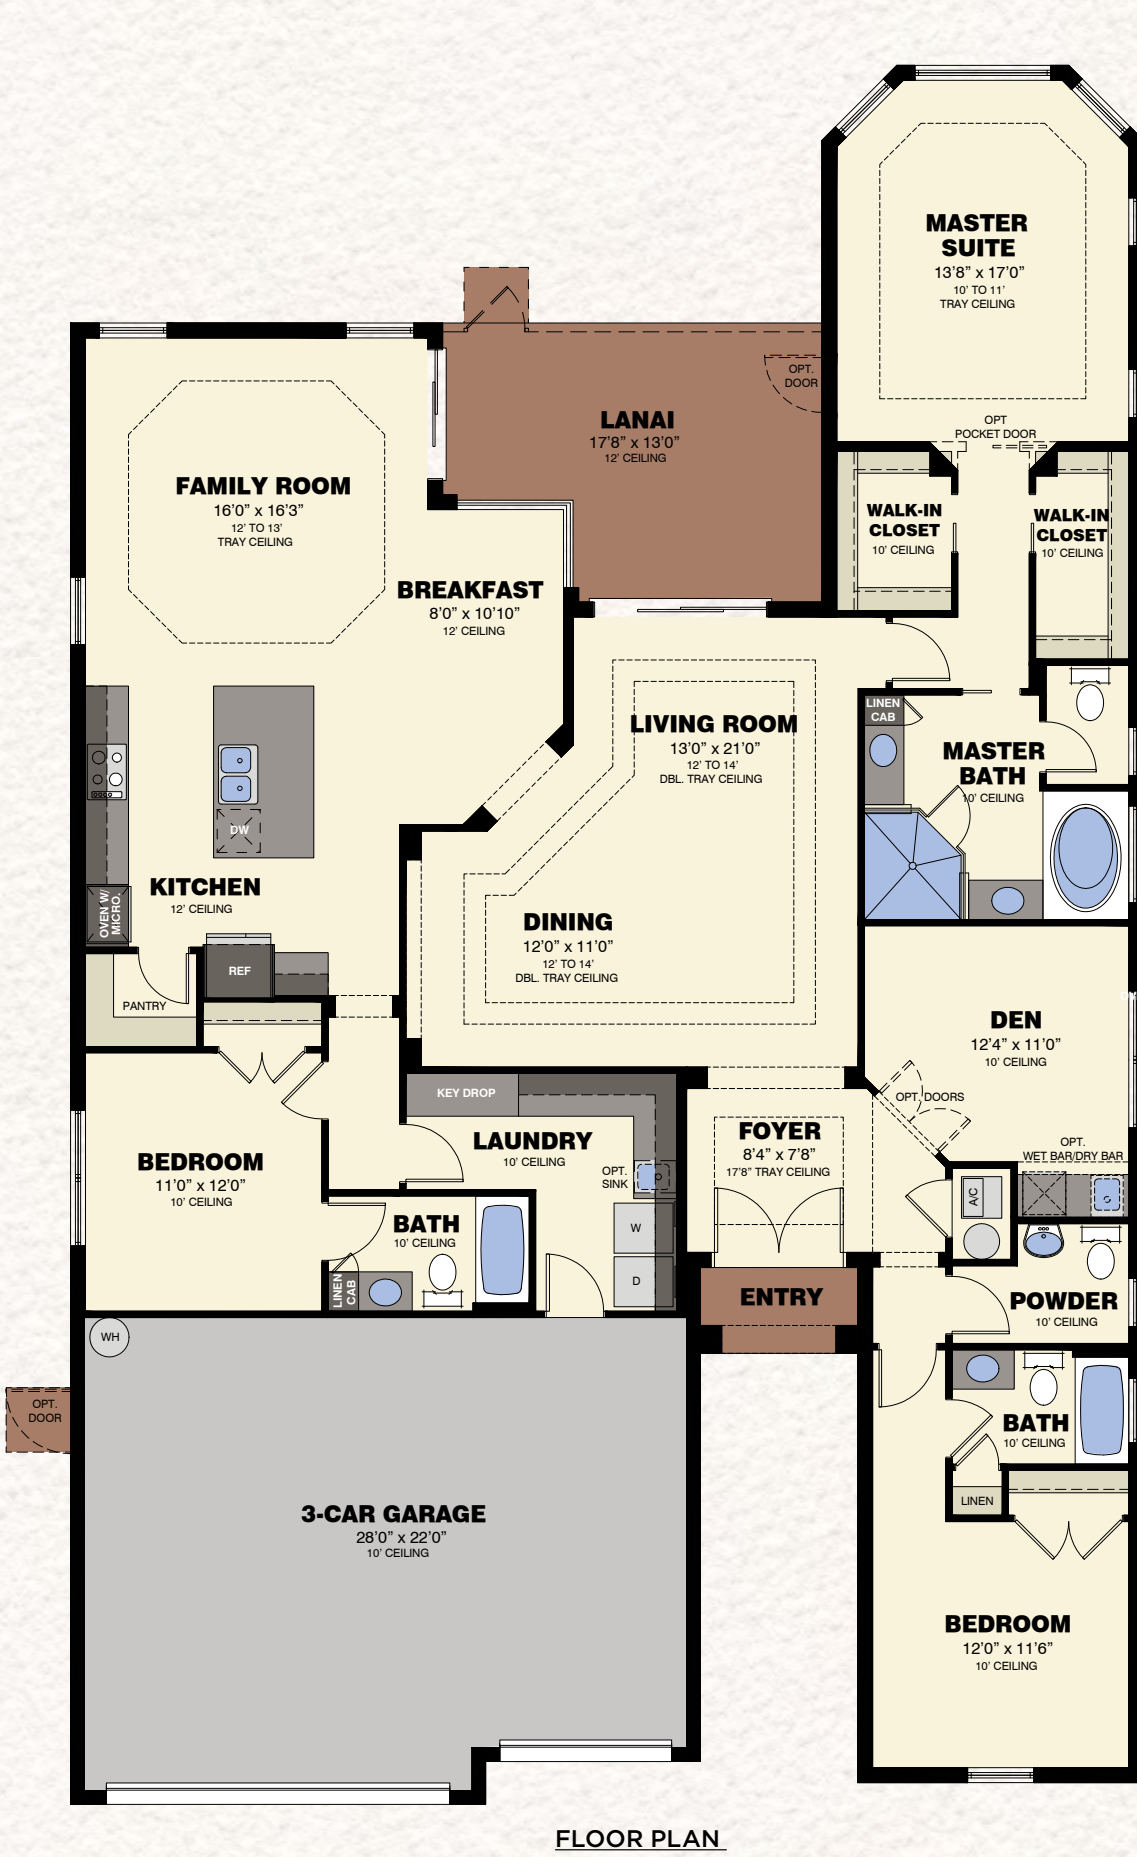 MASTER
SUITE
13'8" x 17'0"
10' TO 11'
TRAY CEILING
OPT.
DOOR
LANAI
17'8" x 13'0"
12' CEILING
OPT
POCKET DOOR
FAMILY ROOM
16'0" x 16'3"
12' TO 13'
TRAY CEILING
WALK-IN
CLOSET
10' CEILING
WALK-IN
CLOSET
10' CEILING
BREAKFAST
8'0" x 10'10"
12' CEILING
LINEN
CAB
LIVING ROOM
13'0" x 21'0"
12' TO 14'
DBL. TRAY CEILING
MASTER
BATH
10' CEILING
DW
KITCHEN
12' CEILING
OVEN W/
MICRO.
DINING
12'0" x 11'0"
12' TO 14'
DBL. TRAY CEILING
REF
PANTRY
DEN
12'4" x 11'0"
10' CEILING
OPT. DOORS
KEY DROP
LAUNDRY
10' CEILING
OPT.
SINK
FOYER
8'4" x 7'8"
17'8" TRAY CEILING
OPT.
WET BAR/DRY BAR
BEDROOM
11'0" x 12'0"
10' CEILING
A/C
BATH
10' CEILING
W
D
LINEN
CAB
ENTRY
POWDER
10' CEILING
WH
OPT.
DOOR
BATH
10' CEILING
LINEN
3-CAR GARAGE
28'0" x 22'0"
10' CEILING
BEDROOM
12'0" x 11'6"
10' CEILING
FLOOR PLAN